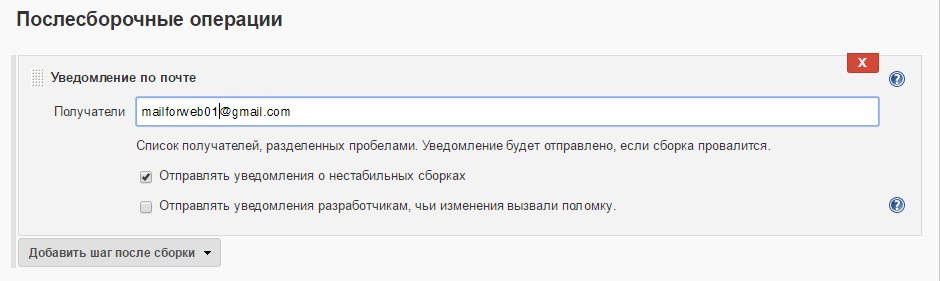 Послесборочные операции
X
Уведомление по почте
?
Получатели mailforweb01@gmail.com
Список получателей, разделенных пробелами. Уведомление будет отправлено, если сборка провалится.
Отправлять уведомления о нестабильных сборках
Отправлять уведомления разработчикам, чьи изменения вызвали поломку.
?
Добавить шаг после сборки